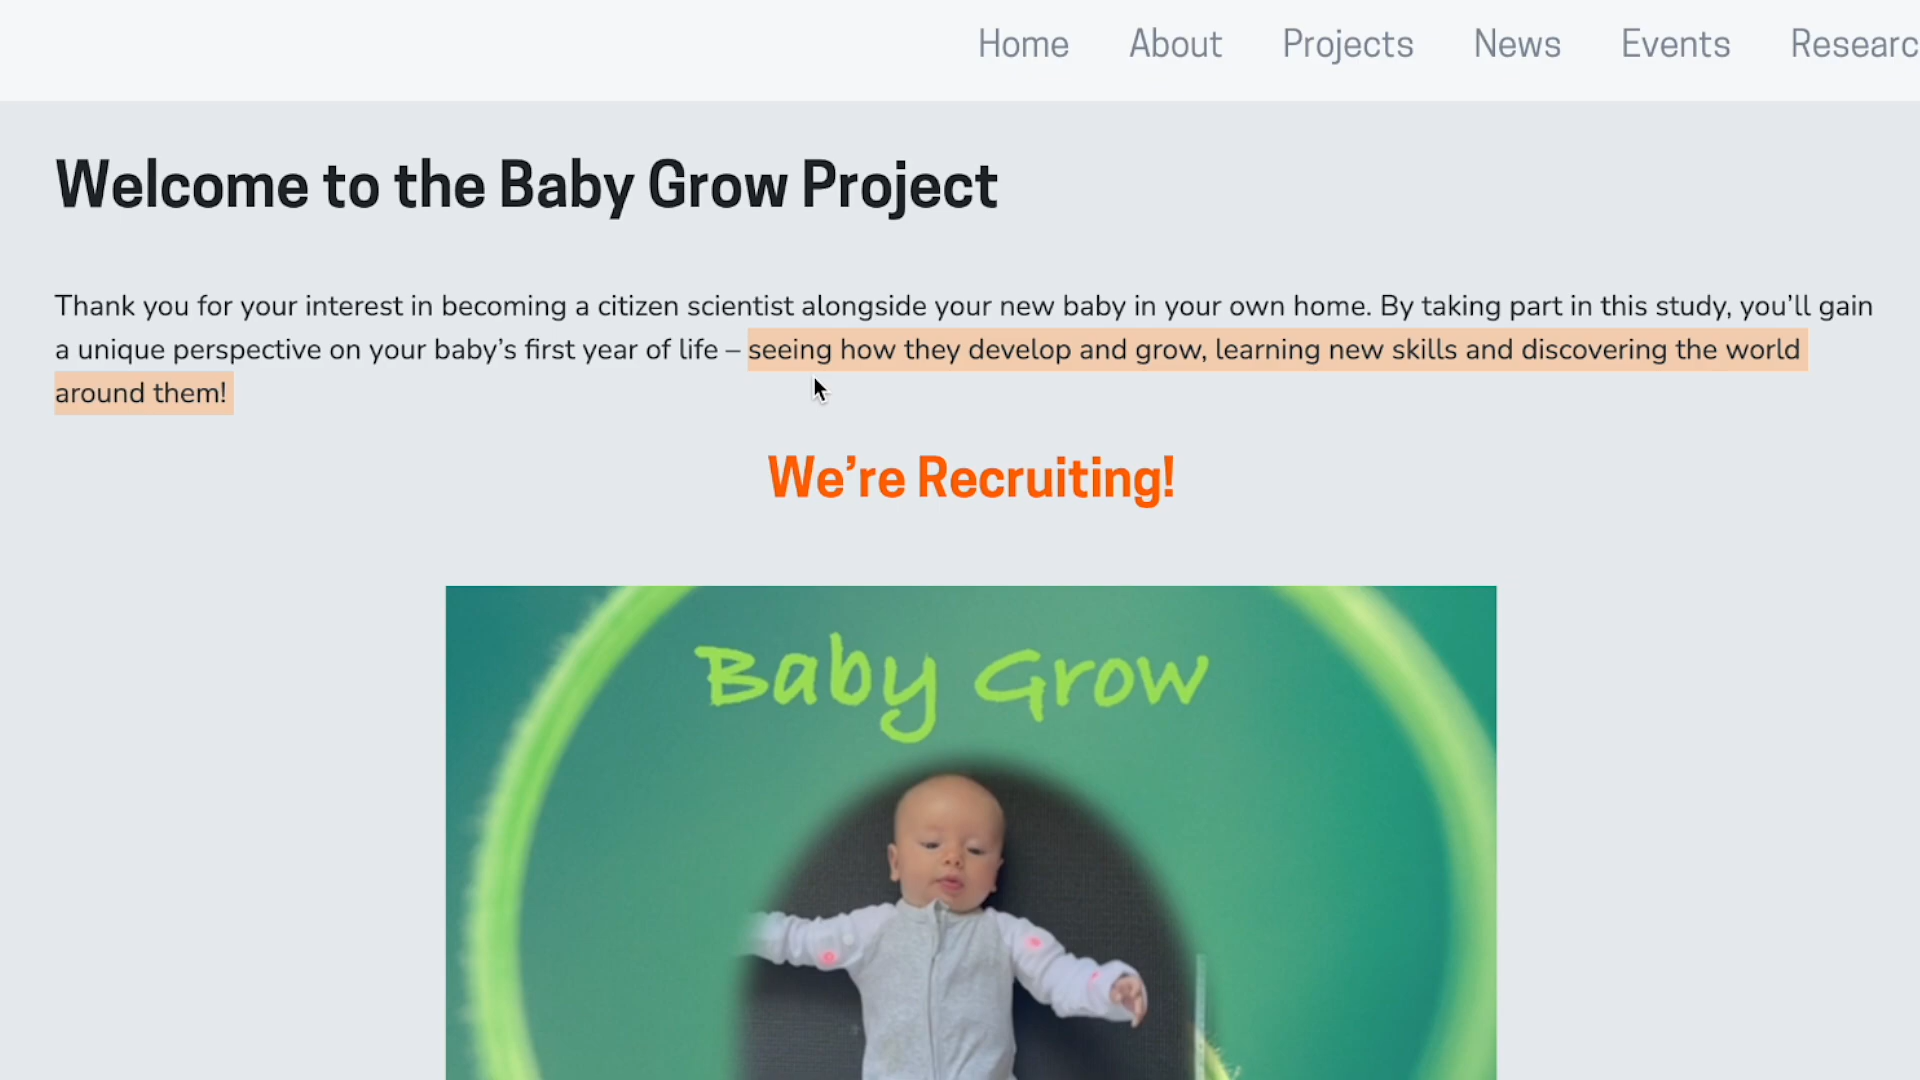 Home About Projects News Events Researc
Welcome to the Baby Grow Project
Thank you for your interest in becoming a citizen scientist alongside your new baby in your own home. By taking part in this study, you’ll gain
a unique perspective on your baby’s first year of life – seeing how they develop and grow, learning new skills and discovering the world
around them!
We’re Recruiting!
Baby Grow